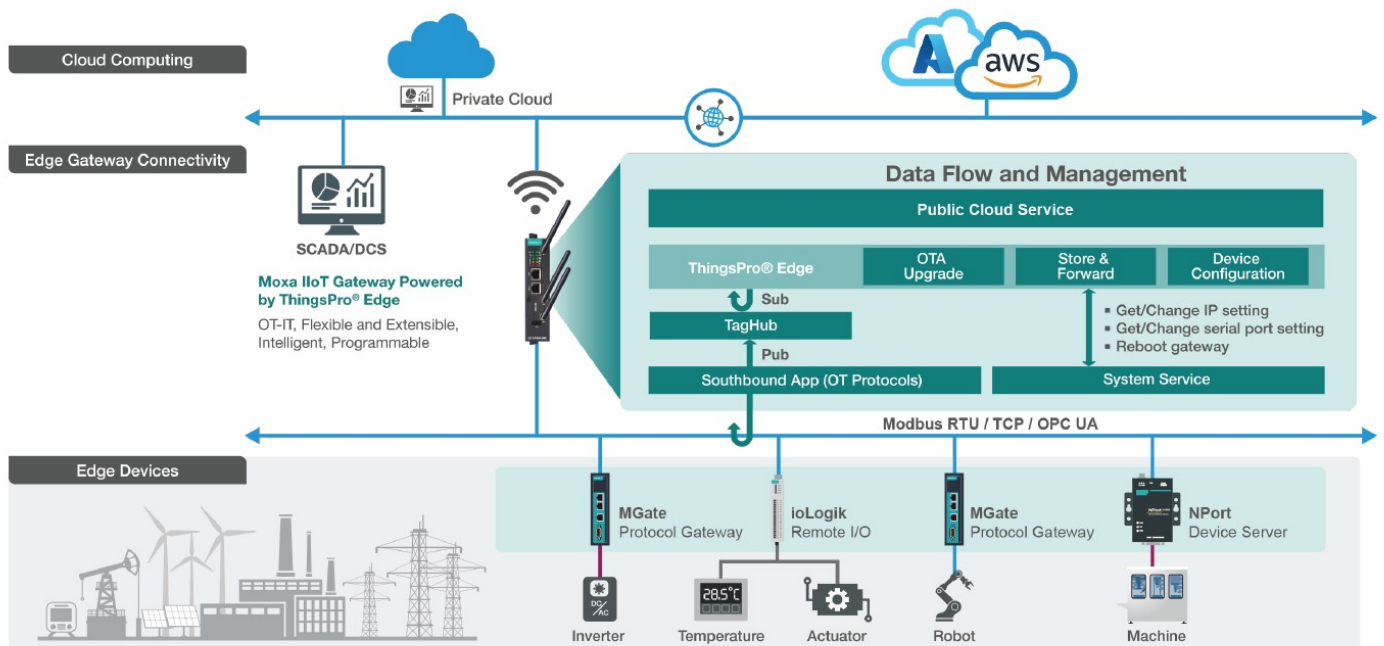 Cloud Computing
Private Cloud
aws
Edge Gateway Connectivity
SCADA/DCS
Moxa IIoT Gateway Powered
by ThingsPro® Edge
OT-IT, Flexible and Extensible,
Intelligent, Programmable
Data Flow and Management
Public Cloud Service
ThingsPro® Edge
OTA
Upgrade
Store &
Forward
Device
Configuration
Sub
TagHub
Pub
▪ Get/Change IP setting
▪ Get/Change serial port setting
▪ Reboot gateway
Southbound App (OT Protocols)
System Service
Modbus RTU / TCP / OPC UA
Edge Devices
MGate
Protocol Gateway
ioLogik
Remote I/O
MGate
Protocol Gateway
NPort
Device Server
DC/AC
28.5°C
Inverter
Temperature
Actuator
Robot
Machine